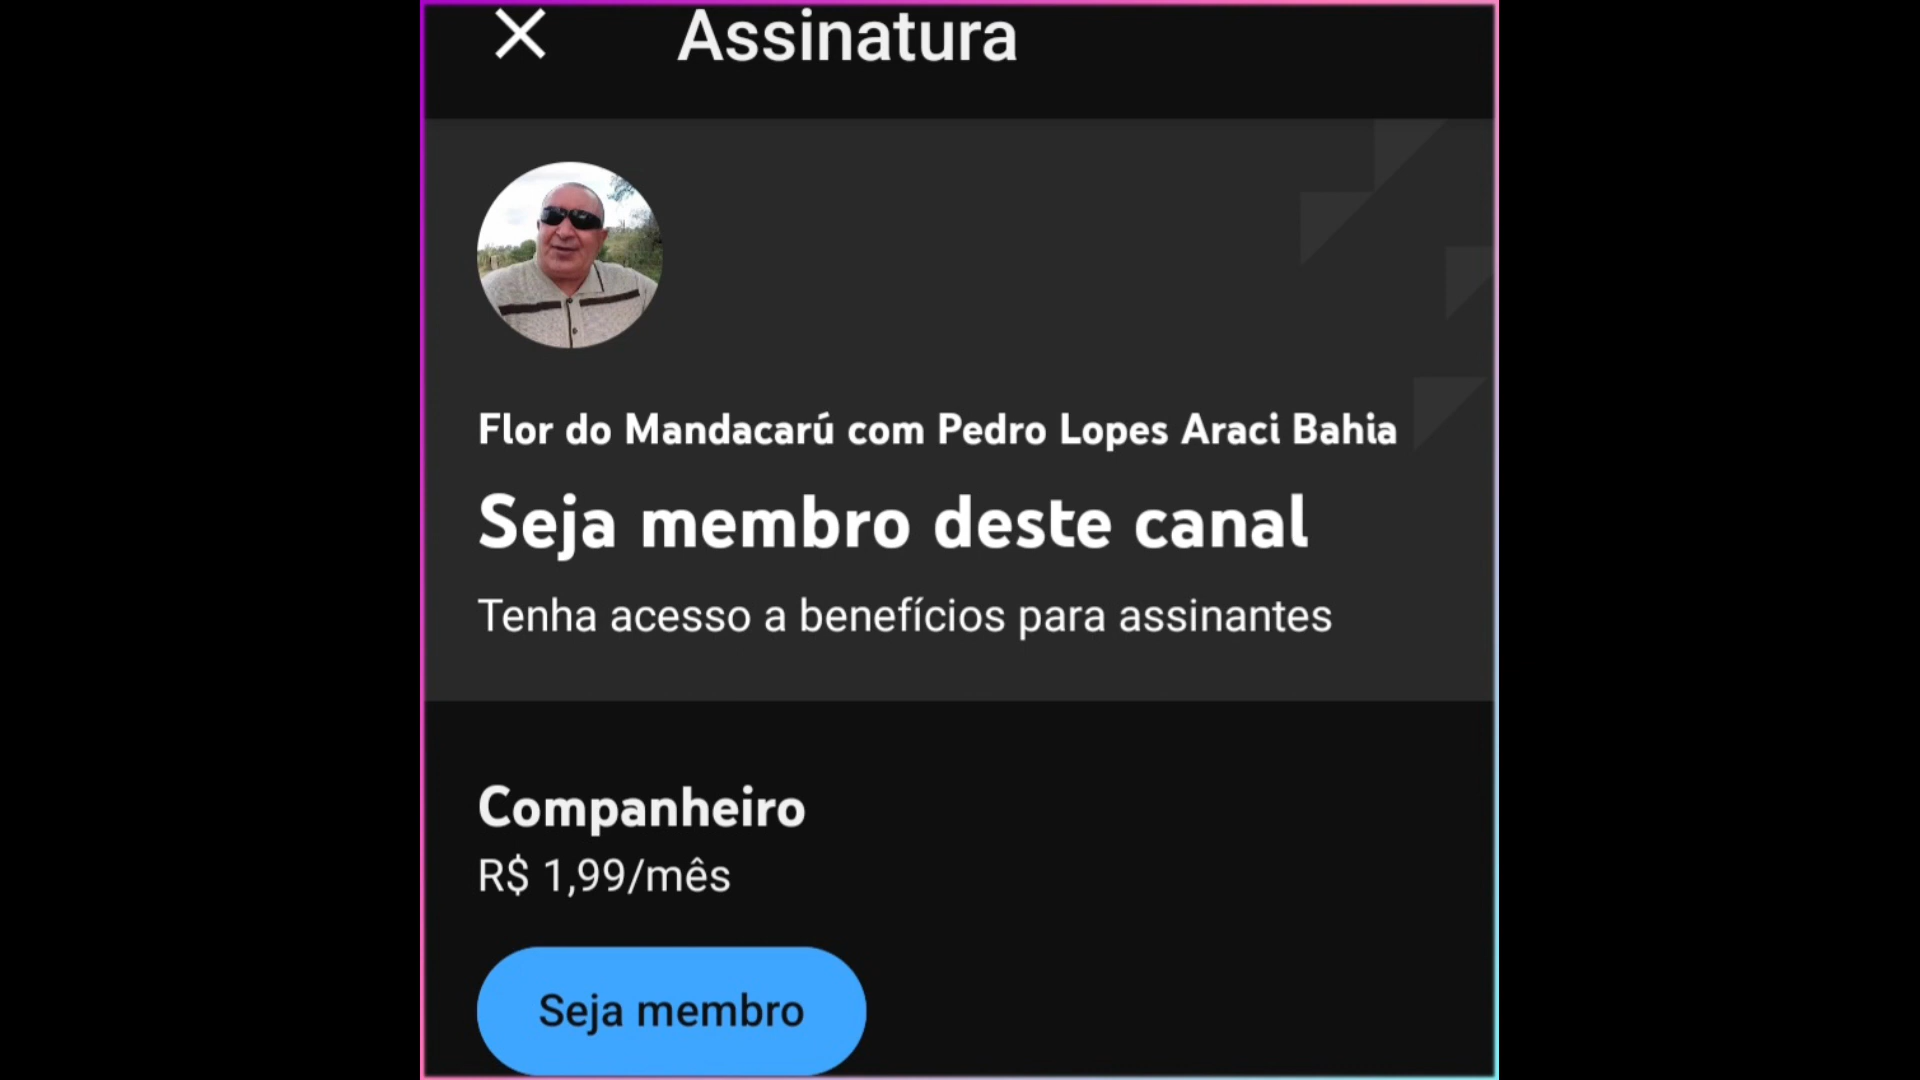 Assinatura
Flor do Mandacarú com Pedro Lopes Araci Bahia
Seja membro deste canal
Tenha acesso a benefícios para assinantes
Companheiro
R$ 1,99/mês
Seja membro